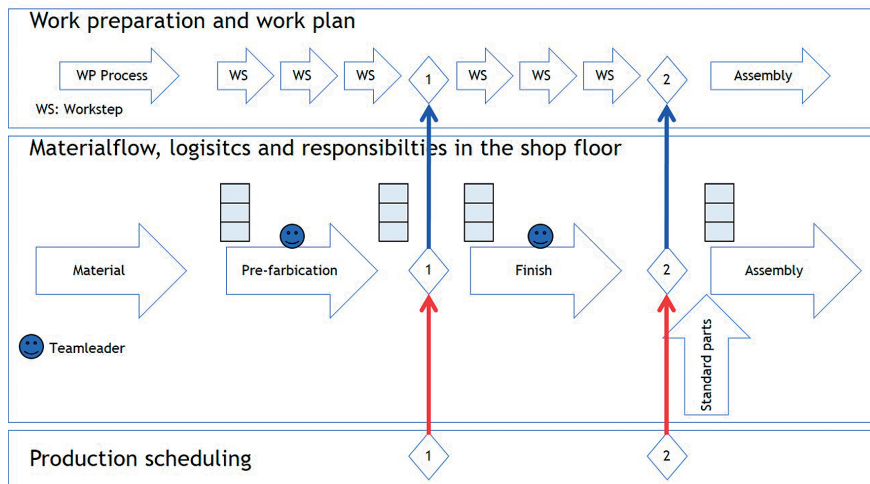 Work preparation and work plan
WP Process
WS
WS
WS
1
WS
WS
WS
2
Assembly
WS: Workstep
Materialflow, logisitcs and responsibilties in the shop floor
Material
Pre-farbication
1
Finish
2
Assembly
Teamleader
Standard parts
Production scheduling
1
2